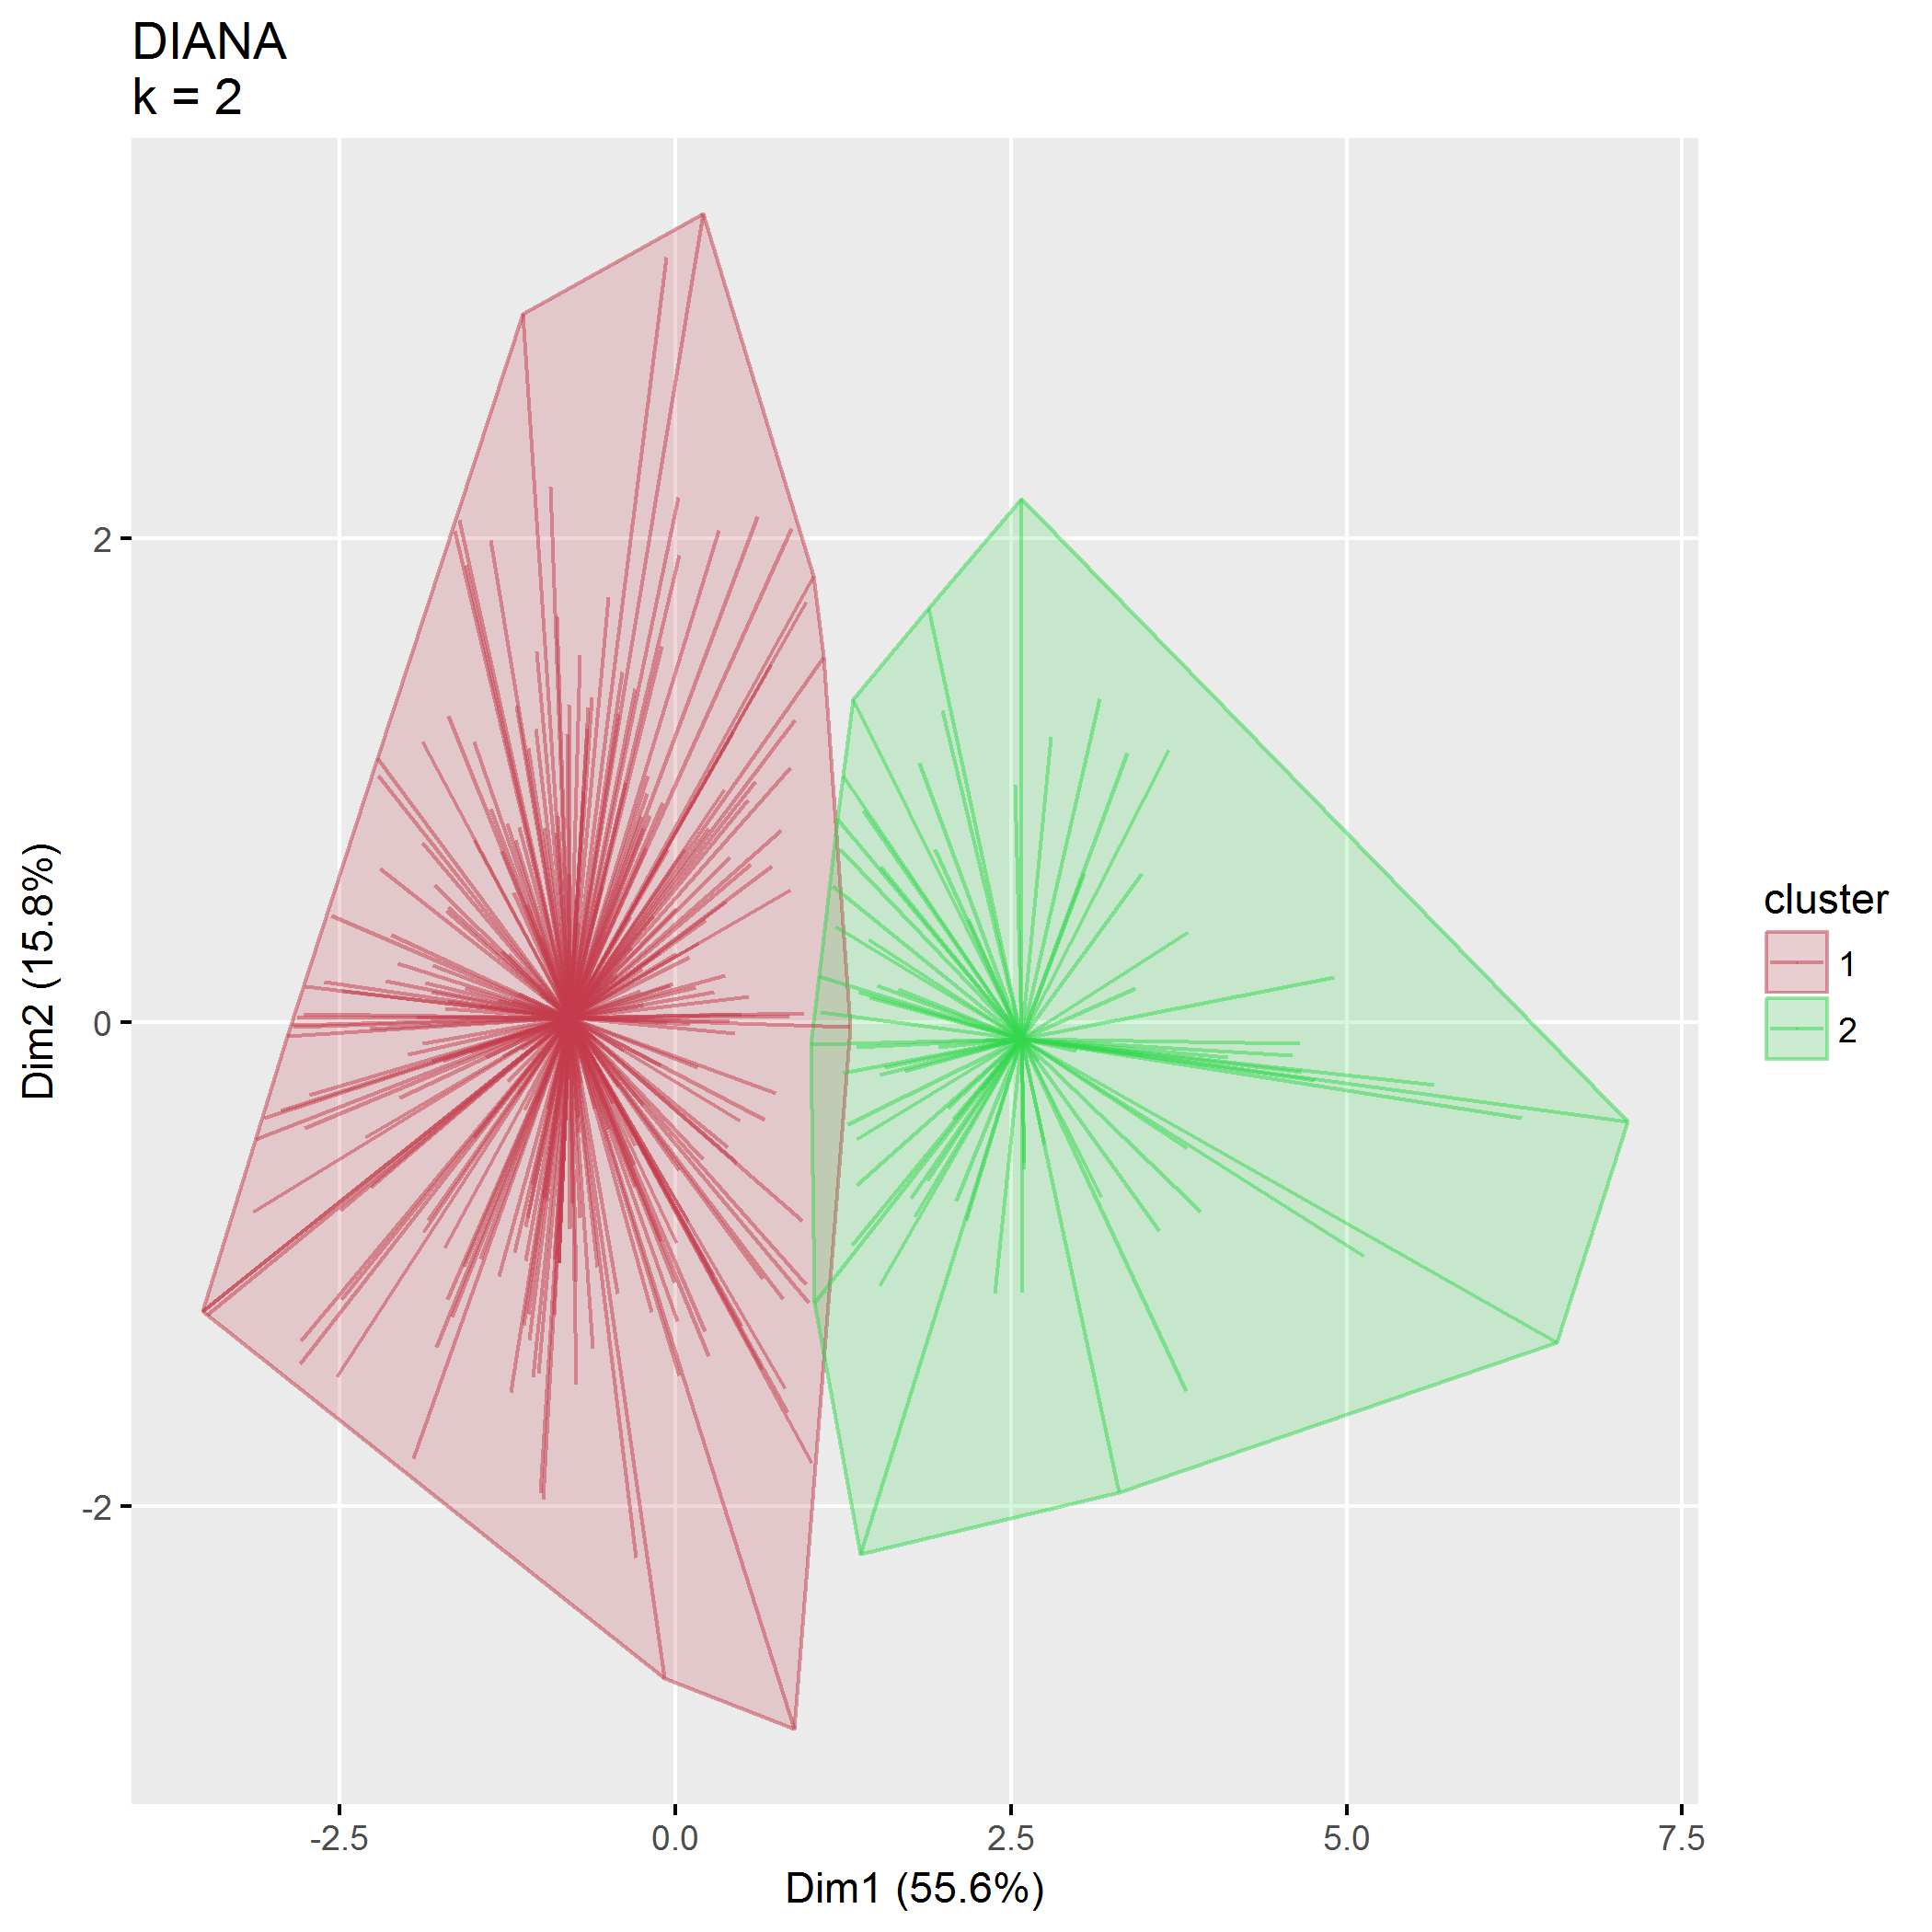 DIANA
k = 2
Dim2 (15.8%)
2
0
-2
-2.5 0.0 2.5 5.0 7.5
Dim1 (55.6%)
cluster
1
2